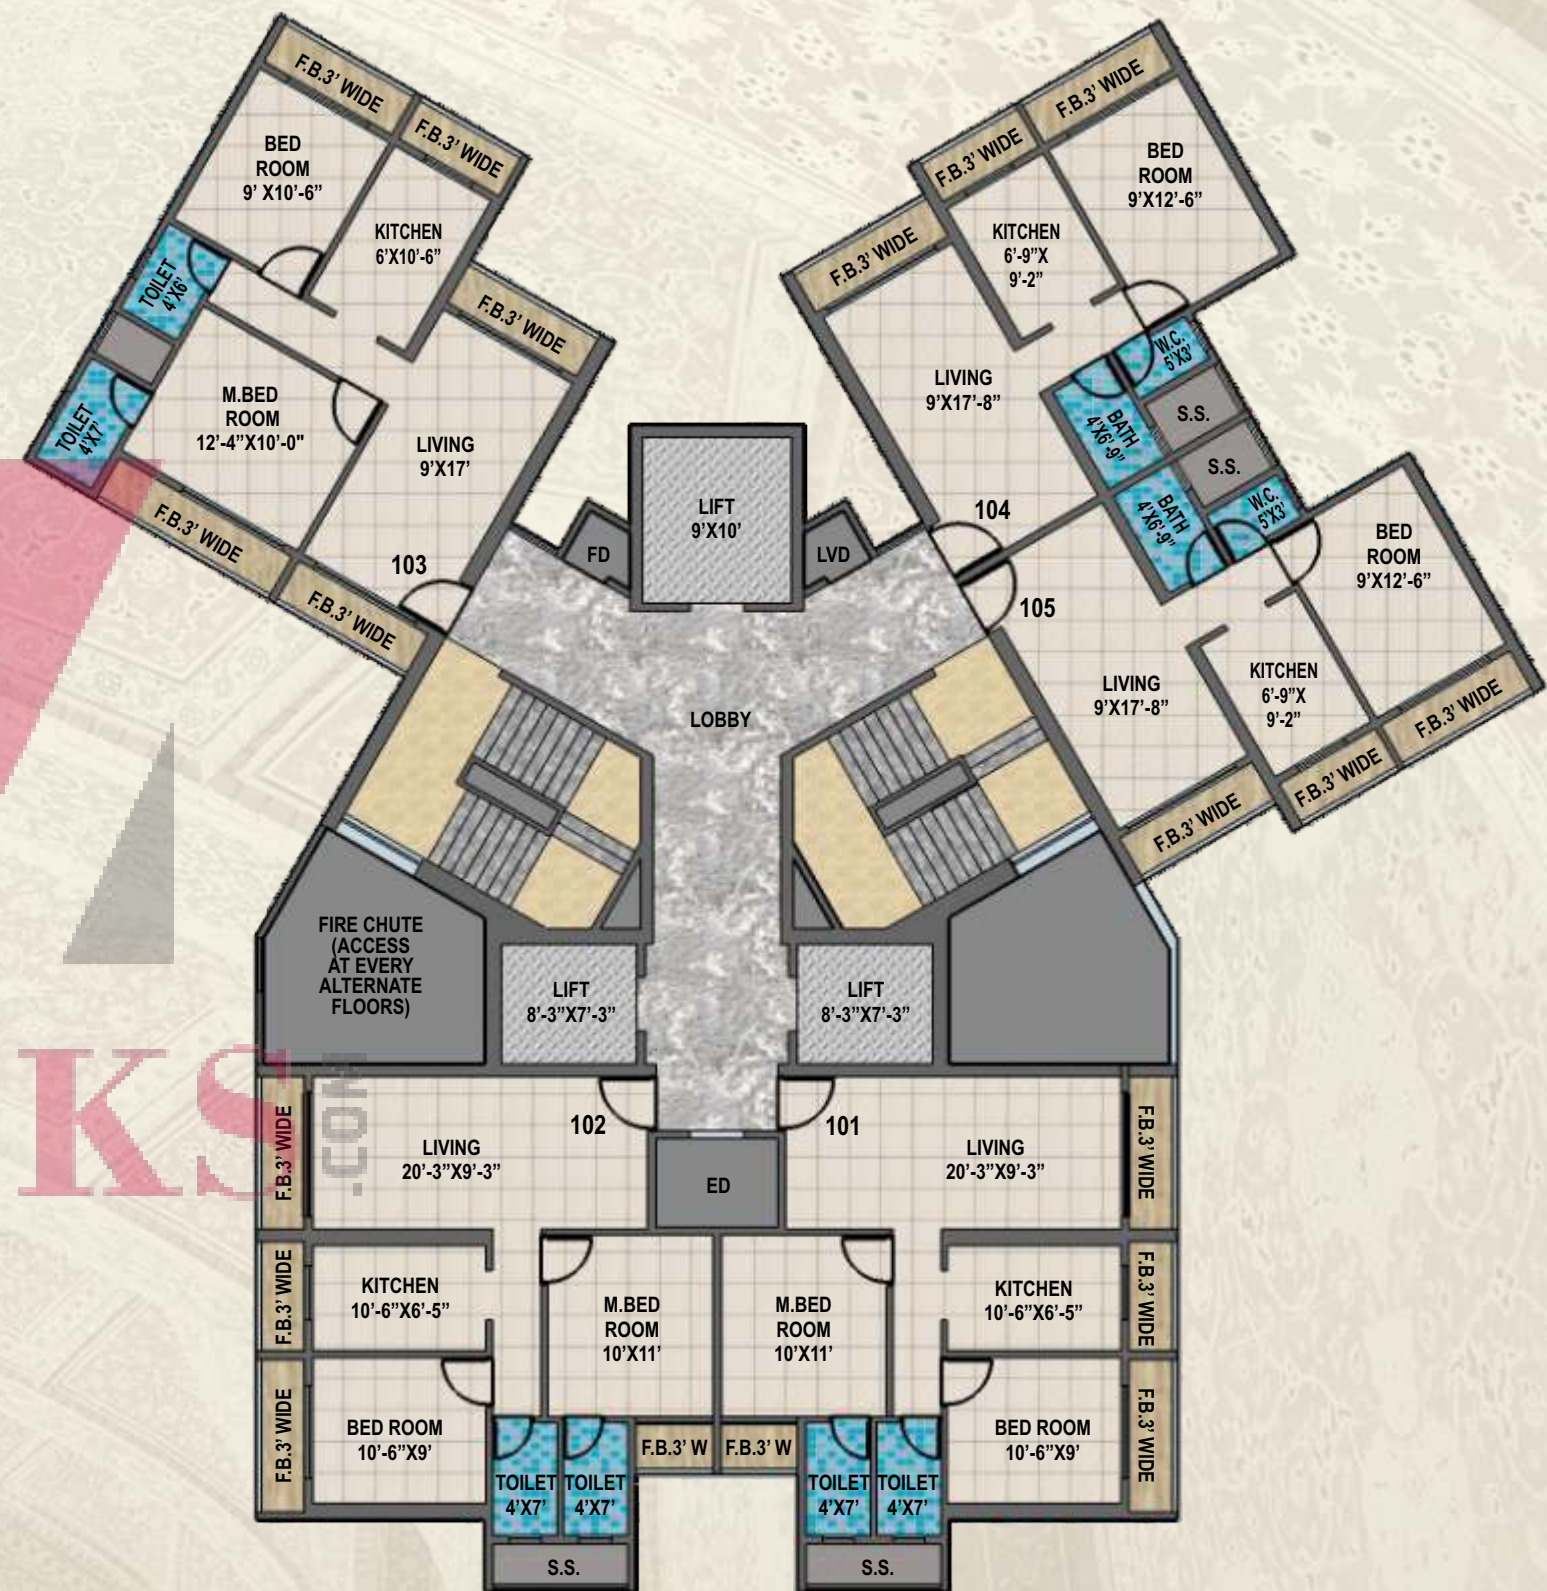 F.B.3' WIDE
F.B.3' WIDE
BED
ROOM
9' X10'-6"
KITCHEN
6'X10'-6"
TOILET
4'X6'
F.B.3' WIDE
M.BED
ROOM
12'-4"X10'-0"
TOILET
4'X7'
LIVING
9'X17'
F.B.3' WIDE
F.B.3' WIDE
103
F.B.3' WIDE
F.B.3' WIDE
F.B.3' WIDE
BED
ROOM
9'X12'-6"
KITCHEN
6'-9"X
9'-2"
W.C.
5'X3'
LIVING
9'X17'-8"
BATH
4'X6'-9"
S.S.
S.S.
104
BATH
4'X6'-9"
W.C.
5'X3'
BED
ROOM
9'X12'-6"
105
LIVING
9'X17'-8"
KITCHEN
6'-9"X
9'-2"
F.B.3' WIDE
F.B.3' WIDE
F.B.3' WIDE
LIFT
9'X10'
FD
LVD
LOBBY
FIRE CHUTE
(ACCESS
AT EVERY
ALTERNATE
FLOORS)
LIFT
8'-3"X7'-3"
LIFT
8'-3"X7'-3"
KS
.COM
F.B.3' WIDE
102
LIVING
20'-3"X9'-3"
ED
101
LIVING
20'-3"X9'-3"
F.B.3' WIDE
F.B.3' WIDE
KITCHEN
10'-6"X6'-5"
M.BED
ROOM
10'X11'
M.BED
ROOM
10'X11'
KITCHEN
10'-6"X6'-5"
F.B.3' WIDE
F.B.3' WIDE
BED ROOM
10'-6"X9'
TOILET
4'X7'
TOILET
4'X7'
F.B.3' W
F.B.3' W
TOILET
4'X7'
TOILET
4'X7'
BED ROOM
10'-6"X9'
F.B.3' WIDE
S.S.
S.S.